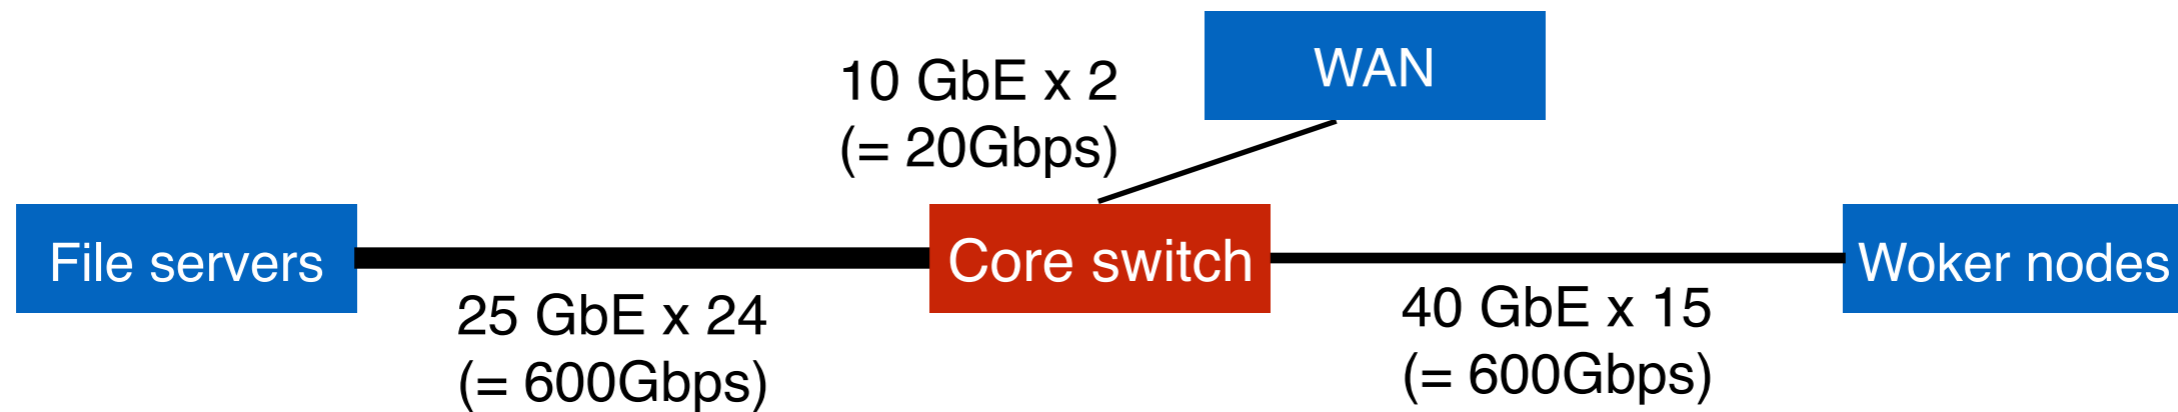 10 GbE x 2
(= 20Gbps)
WAN
File servers
25 GbE x 24
(= 600Gbps)
Core switch
40 GbE x 15
(= 600Gbps)
Woker nodes